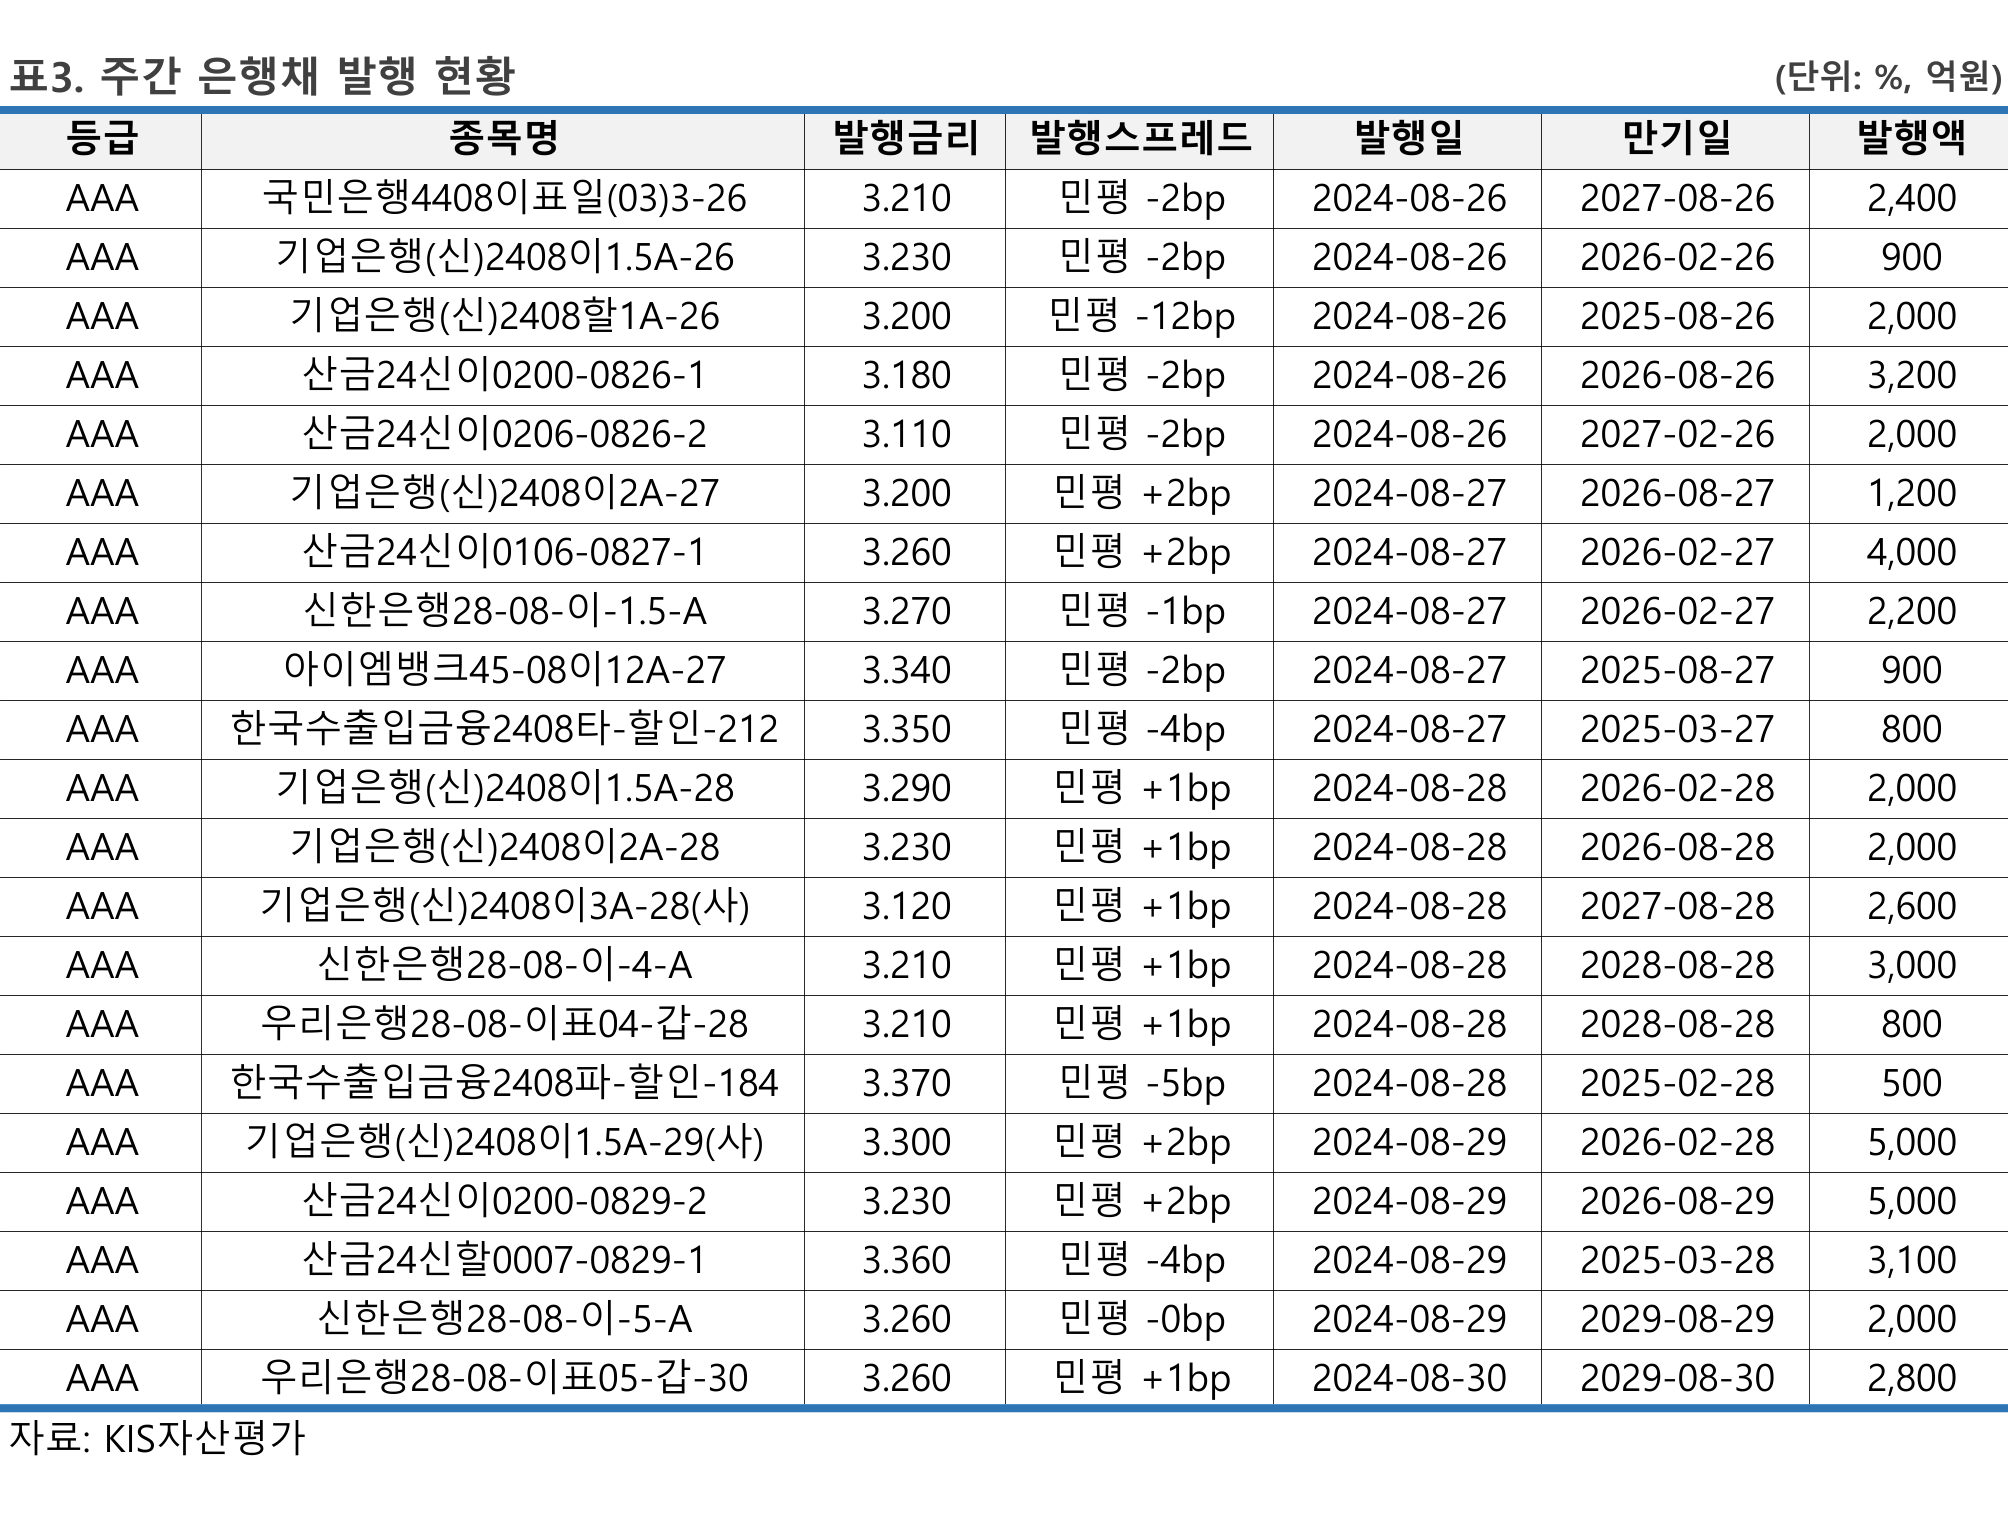 표3. 주간 은행채 발행 현황 (단위: %, 억원)
등급 종목명 발행금리 발행스프레드 발행일 만기일 발행액
AAA 국민은행4408이표일(03)3-26 3.210 민평 -2bp 2024-08-26 2027-08-26 2,400
AAA 기업은행(신)2408이1.5A-26 3.230 민평 -2bp 2024-08-26 2026-02-26 900
AAA 기업은행(신)2408할1A-26 3.200 민평 -12bp 2024-08-26 2025-08-26 2,000
AAA 산금24신이0200-0826-1 3.180 민평 -2bp 2024-08-26 2026-08-26 3,200
AAA 산금24신이0206-0826-2 3.110 민평 -2bp 2024-08-26 2027-02-26 2,000
AAA 기업은행(신)2408이2A-27 3.200 민평 +2bp 2024-08-27 2026-08-27 1,200
AAA 산금24신이0106-0827-1 3.260 민평 +2bp 2024-08-27 2026-02-27 4,000
AAA 신한은행28-08-이-1.5-A 3.270 민평 -1bp 2024-08-27 2026-02-27 2,200
AAA 아이엠뱅크45-08이12A-27 3.340 민평 -2bp 2024-08-27 2025-08-27 900
AAA 한국수출입금융2408타-할인-212 3.350 민평 -4bp 2024-08-27 2025-03-27 800
AAA 기업은행(신)2408이1.5A-28 3.290 민평 +1bp 2024-08-28 2026-02-28 2,000
AAA 기업은행(신)2408이2A-28 3.230 민평 +1bp 2024-08-28 2026-08-28 2,000
AAA 기업은행(신)2408이3A-28(사) 3.120 민평 +1bp 2024-08-28 2027-08-28 2,600
AAA 신한은행28-08-이-4-A 3.210 민평 +1bp 2024-08-28 2028-08-28 3,000
AAA 우리은행28-08-이표04-갑-28 3.210 민평 +1bp 2024-08-28 2028-08-28 800
AAA 한국수출입금융2408파-할인-184 3.370 민평 -5bp 2024-08-28 2025-02-28 500
AAA 기업은행(신)2408이1.5A-29(사) 3.300 민평 +2bp 2024-08-29 2026-02-28 5,000
AAA 산금24신이0200-0829-2 3.230 민평 +2bp 2024-08-29 2026-08-29 5,000
AAA 산금24신할0007-0829-1 3.360 민평 -4bp 2024-08-29 2025-03-28 3,100
AAA 신한은행28-08-이-5-A 3.260 민평 -0bp 2024-08-29 2029-08-29 2,000
AAA 우리은행28-08-이표05-갑-30 3.260 민평 +1bp 2024-08-30 2029-08-30 2,800
자료: KIS자산평가